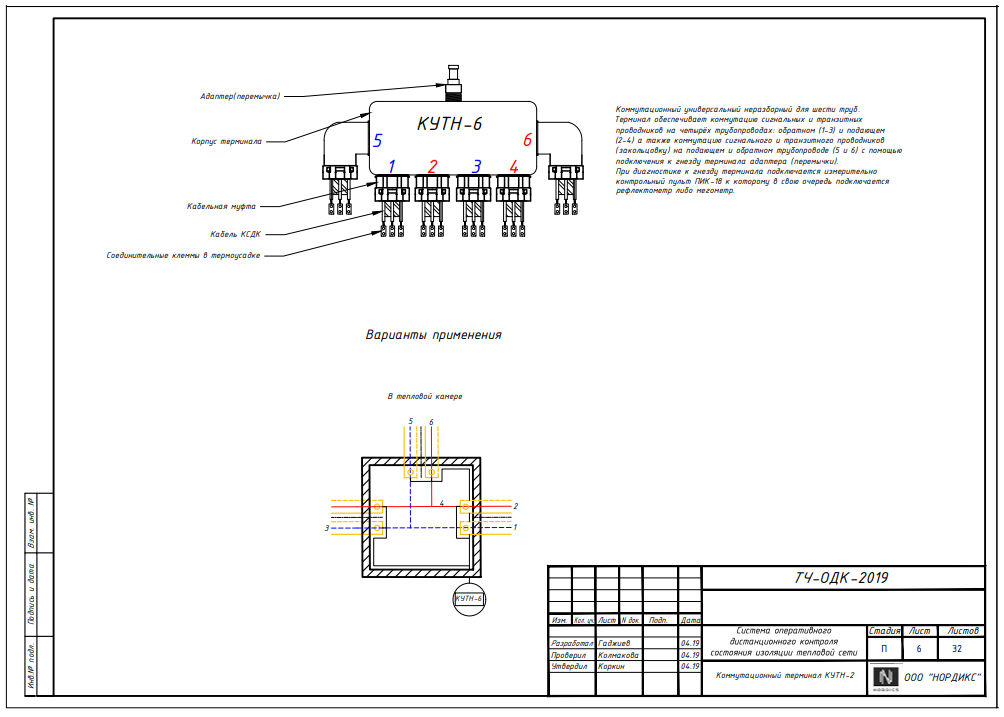 Адаптер(перемычка)
Корпус терминала
Кабельная муфта
Кабель КСДК
Соединительные клеммы в термоусадке
КУТН-6
5
6
1
2
3
4
Коммутационный универсальный неразборный для шести труб.
Терминал обеспечивает коммутацию сигнальных и транзитных
проводников на четырёх трубопроводах: обратном (1-3) и подающем
(2-4) а также коммутацию сигнального и транзитного проводников
(закольцовку) на подающем и обратном трубопроводе (5 и 6) с помощью
подключения к гнезду терминала адаптера (перемычки).
При диагностике к гнезду терминала подключается измерительно
контрольный пульт ПИК-18 к которому в свою очередь подключается
рефлектометр либо мегометр.
Варианты применения
В тепловой камере
5
6
4
2
3
1
КУТН-6
Взам. инв. №
Подпись и дата
Инв.№ подл.
ТЧ-ОДК-2019
Изм.
Кол. уч.
Лист
N док.
Подп.
Дата
Разработал
Гаджиев
04.19
Проверил
Колмакова
04.19
Утвердил
Коркин
04.19
Система оперативного
дистанционного контроля
состояния изоляции тепловой сети
Стадия
Лист
Листов
П
6
32
Коммутационный терминал КУТН-2
N
NORDICS
ООО "НОРДИКС"